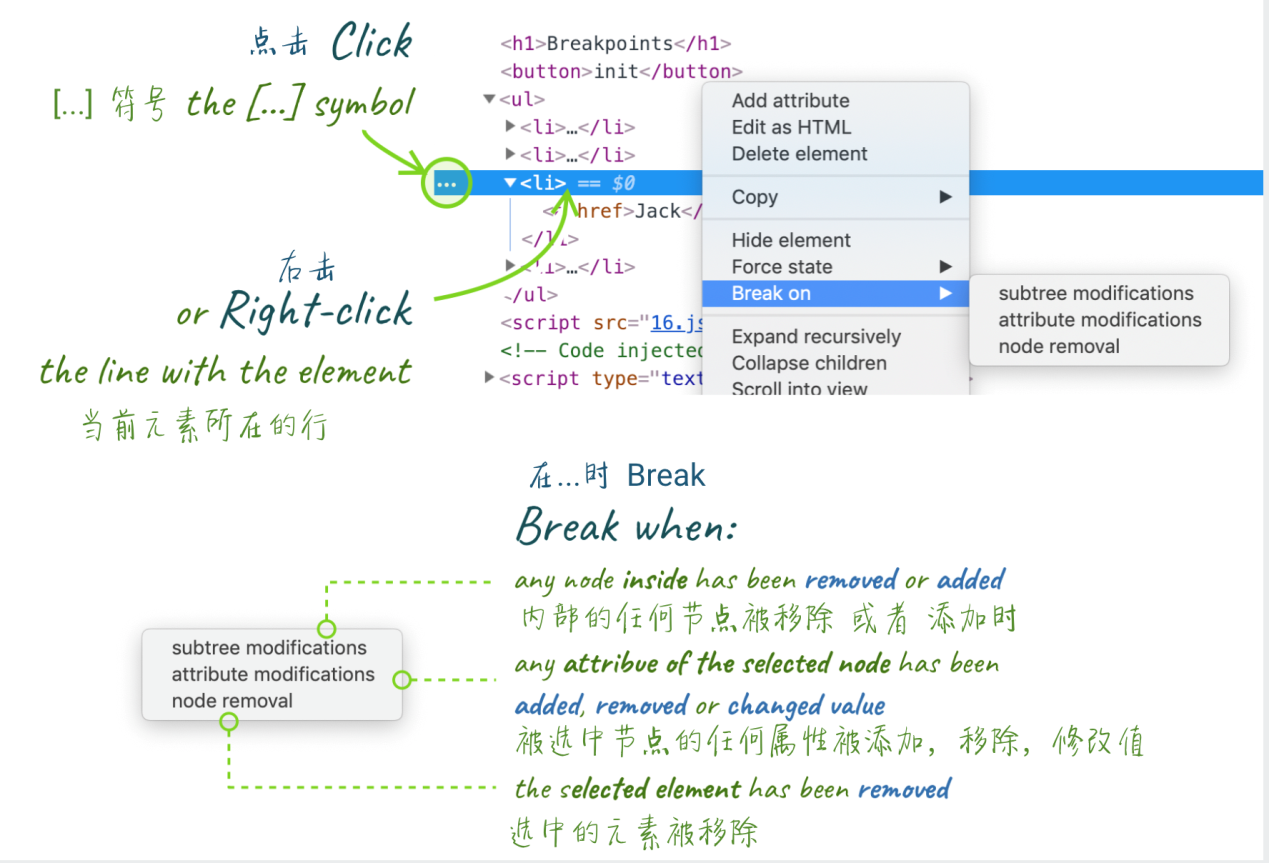 点击 Click
[...] 符号 the [...] symbol
右击
or Right-click
the line with the element
当前元素所在的行
<h1>Breakpoints</h1>
<button>init</button>
▼<ul>
▶<li>…</li>
▶<li>…</li>
... ▼<li> == $0
href>Jack</
</li>
▶<li>…</li>
</ul>
<script src="16.js
<!-- Code injected
▶<script type="text
Add attribute
Edit as HTML
Delete element
Copy ▶
Hide element
Force state ▶
Break on ▶
Expand recursively
Collapse children
Scroll into view
subtree modifications
attribute modifications
node removal
在...时 Break
Break when:
any node inside has been removed or added
内部的任何节点被移除 或者 添加时
any attribue of the selected node has been
added, removed or changed value
被选中节点的任何属性被添加，移除，修改值
the selected element has been removed
选中的元素被移除
subtree modifications
attribute modifications
node removal